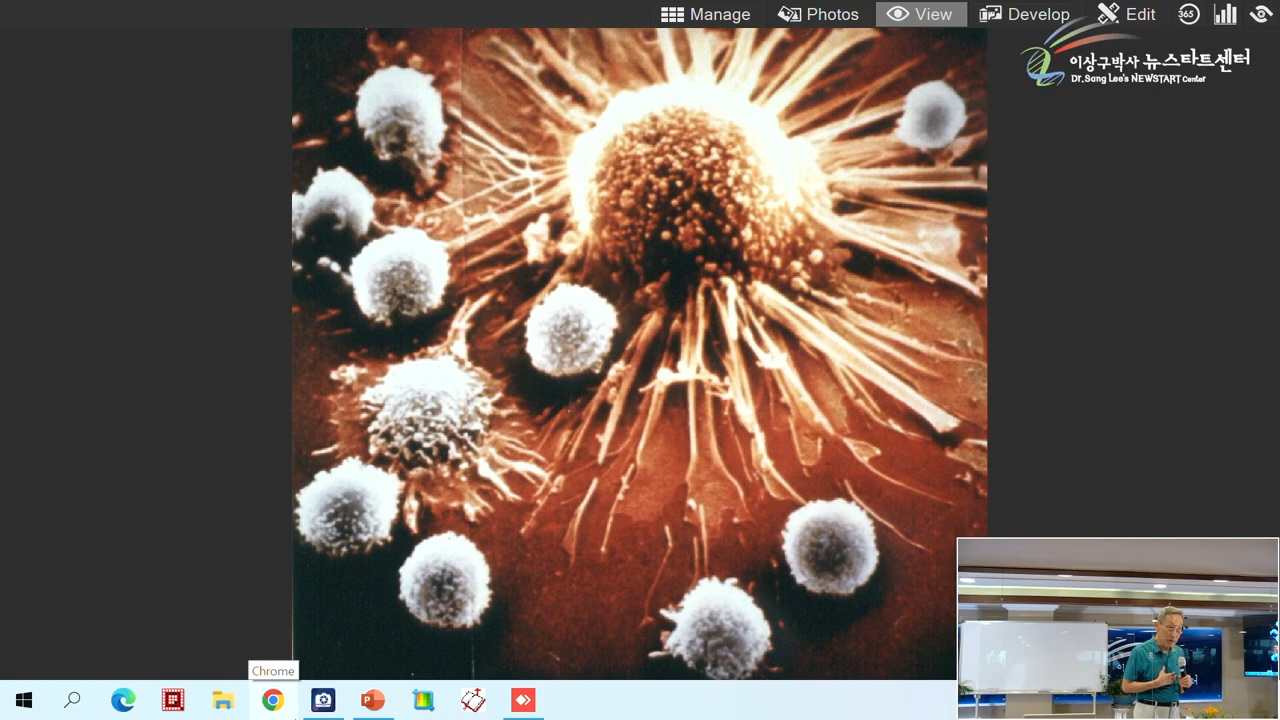 Manage
Photos
View
Develop
Edit
365
이상구박사 뉴스타트센터
Dr.Sang Lee's NEWSTART Center
Chrome